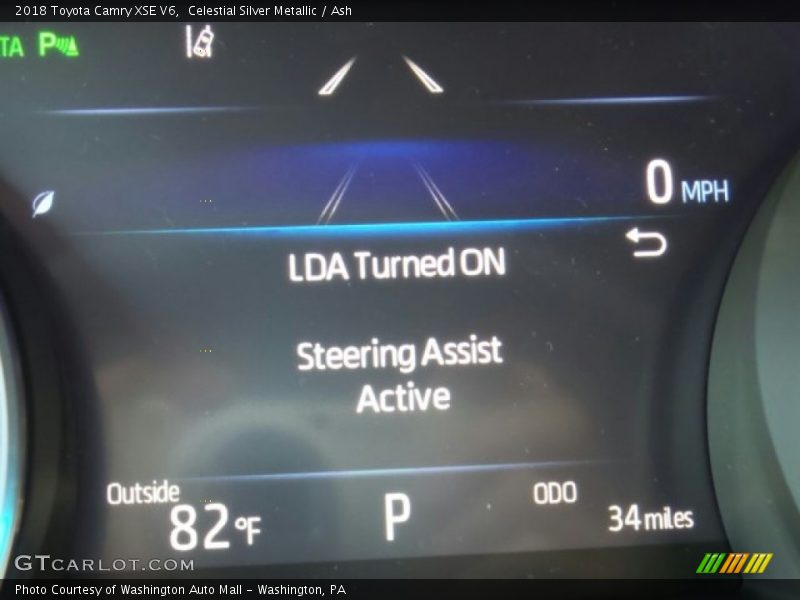 2018 Toyota Camry XSE V6,  Celestial Silver Metallic / Ash
TA P
0 MPH
LDA Turned ON
Steering Assist
Active
Outside
82°F
P
ODO
34 miles
GTCARLOT.COM
Photo Courtesy of Washington Auto Mall - Washington, PA